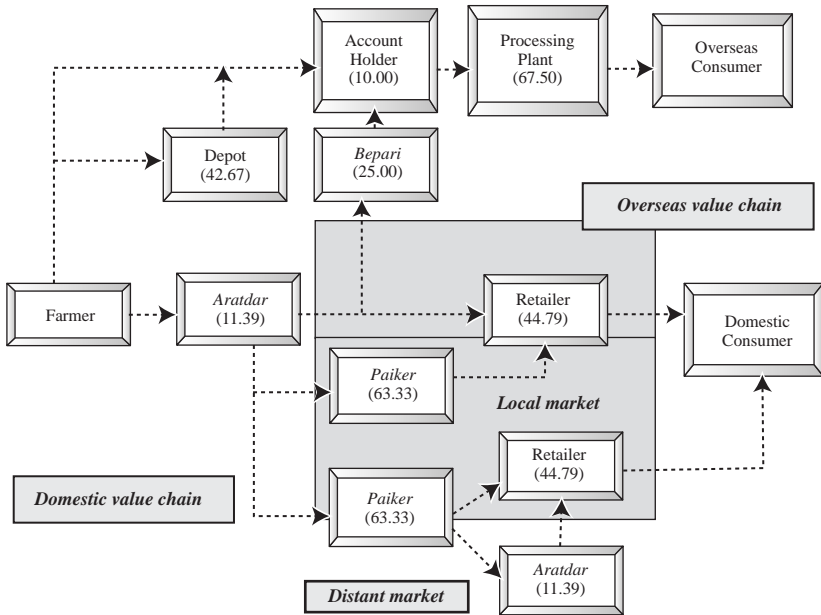 Account
Holder
(10.00)
Processing
Plant
(67.50)
Overseas
Consumer
Depot
(42.67)
Bepari
(25.00)
Overseas value chain
Farmer
Aratdar
(11.39)
Retailer
(44.79)
Domestic
Consumer
Paiker
(63.33)
Local market
Retailer
(44.79)
Domestic value chain
Paiker
(63.33)
Aratdar
(11.39)
Distant market